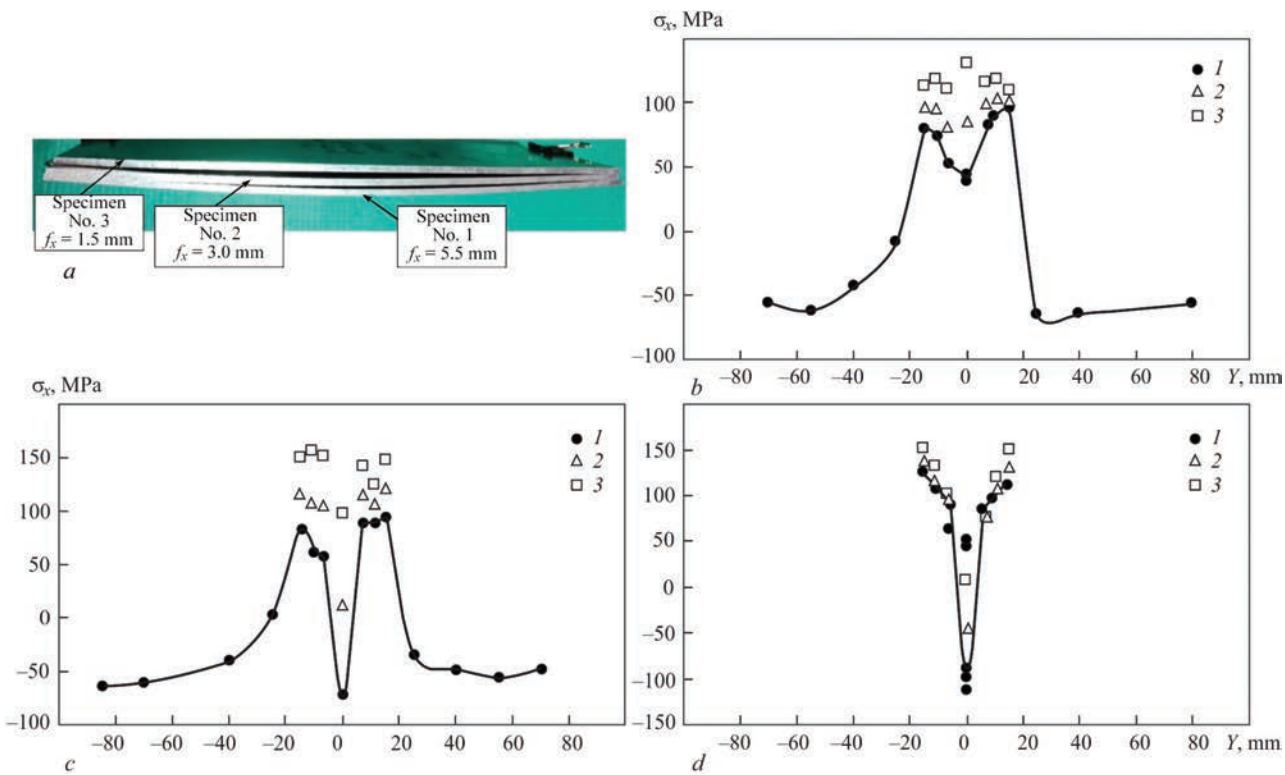 Specimen
No. 3
fₓ = 1.5 mm
Specimen
No. 2
fₓ = 3.0 mm
Specimen
No. 1
fₓ = 5.5 mm
a
σₓ, MPa
1
2
3
100
50
0
–50
–100
–80 –60 –40 –20 0 20 40 60 80 Y, mm
b
σₓ, MPa
1
2
3
150
100
50
0
–50
–100
–80 –60 –40 –20 0 20 40 60 80
c
1
2
3
150
100
50
0
–50
–100
–150
–80 –60 –40 –20 0 20 40 60 80 Y, mm
d